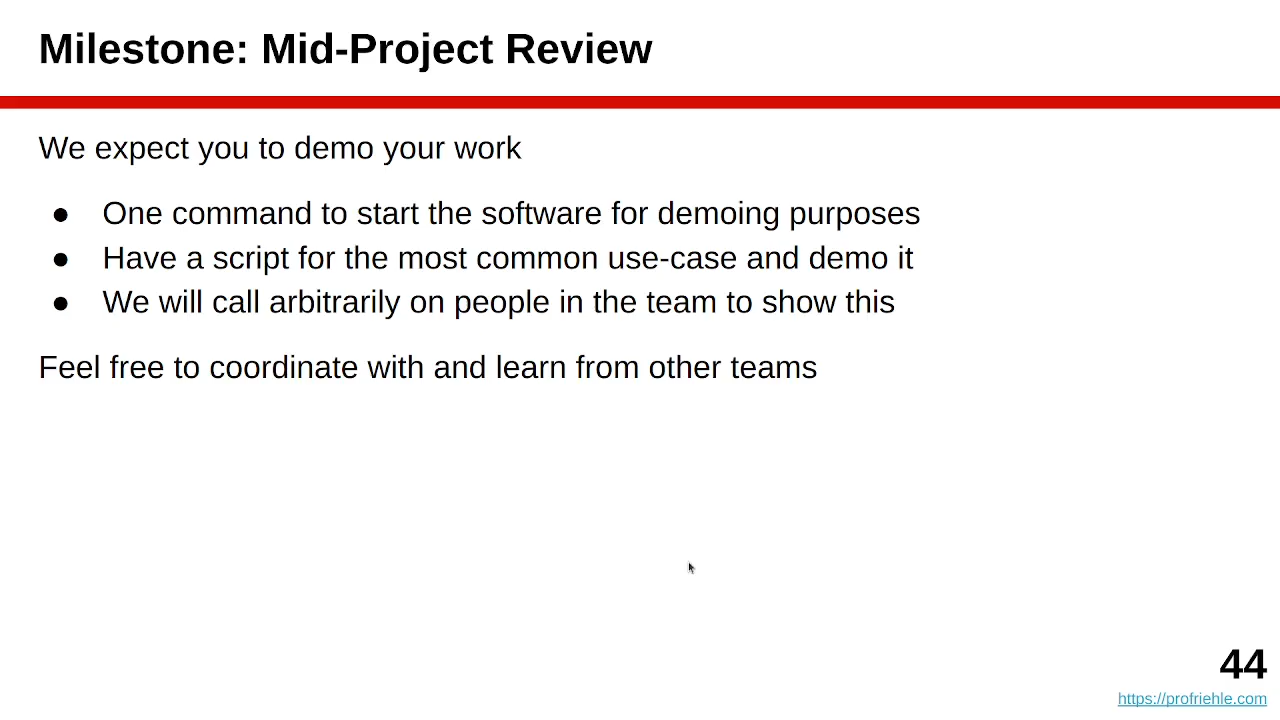 Milestone: Mid-Project Review
We expect you to demo your work
● One command to start the software for demoing purposes
● Have a script for the most common use-case and demo it
● We will call arbitrarily on people in the team to show this
Feel free to coordinate with and learn from other teams
44
https://profriehle.com